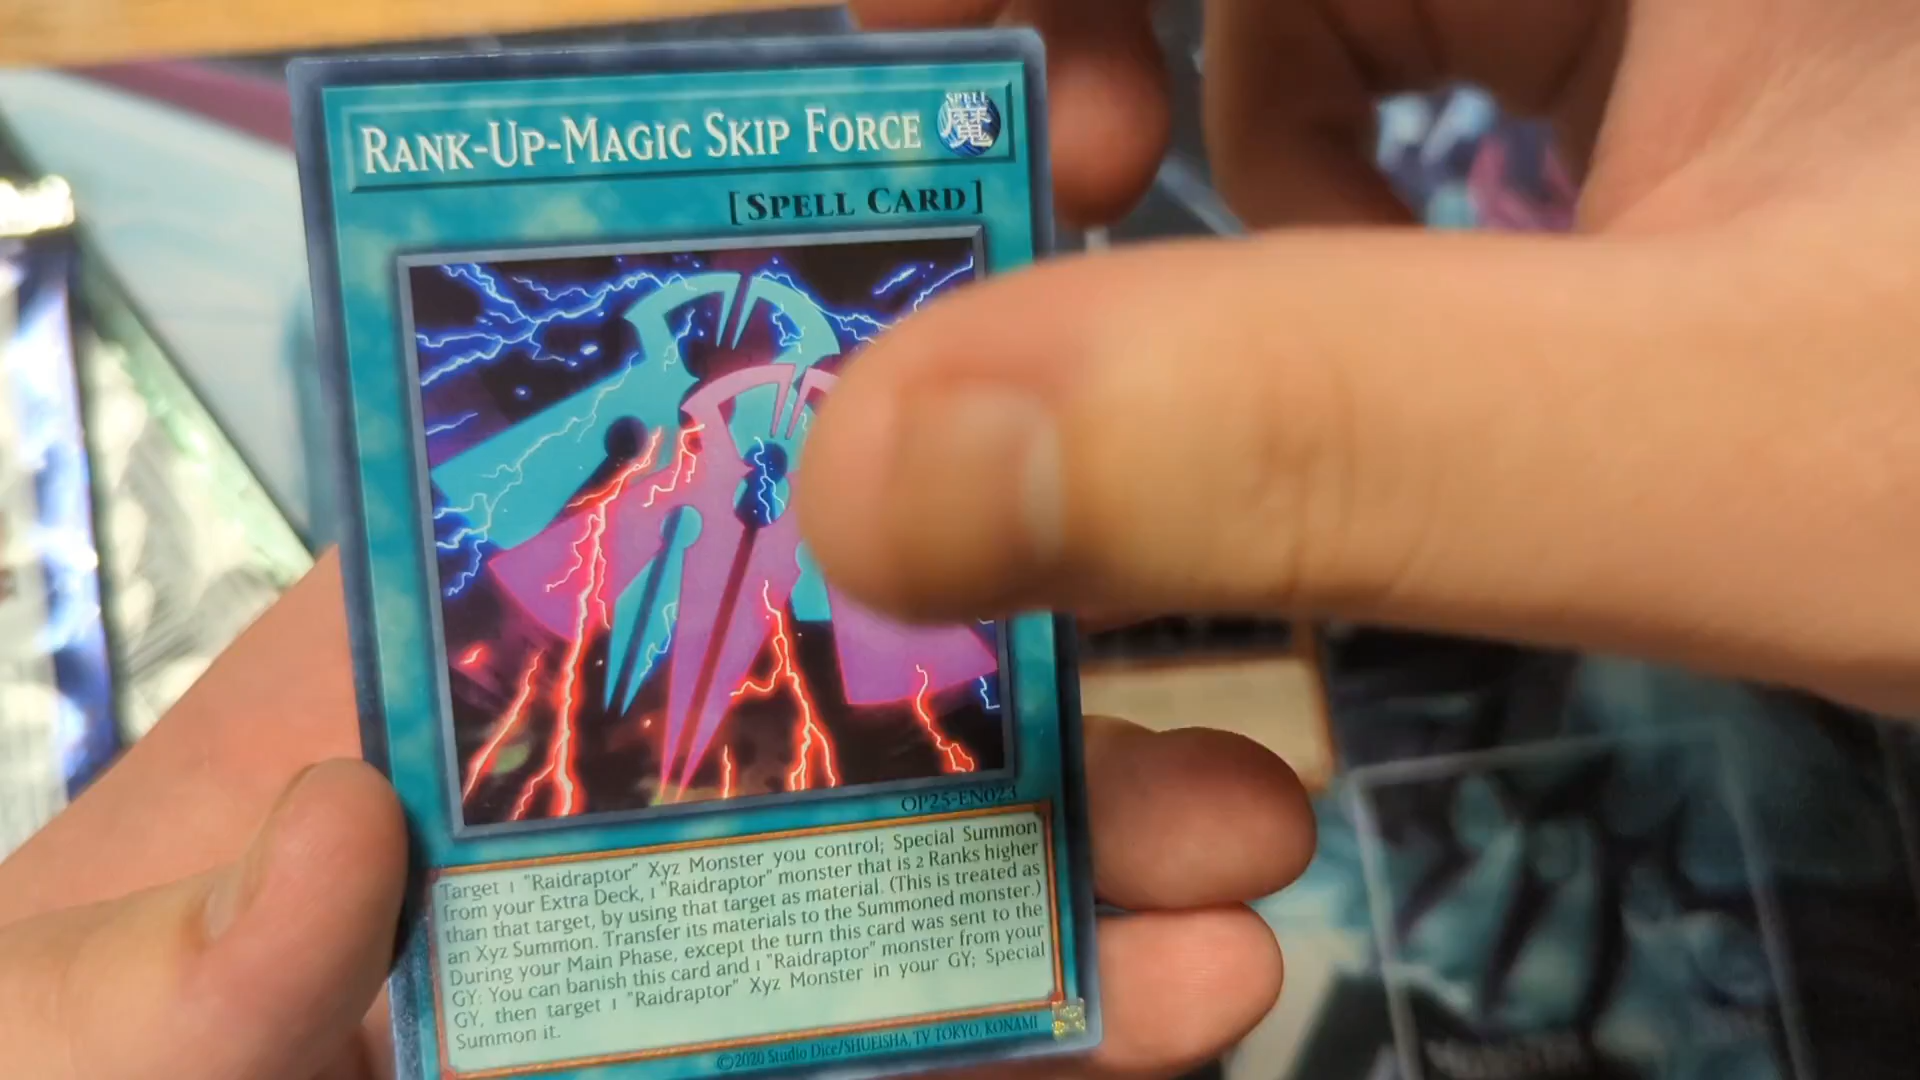 RANK-UP-MAGIC SKIP FORCE
SPELL
魔
[SPELL CARD]
OP25-EN023
Target 1 "Raidraptor" Xyz Monster you control; Special Summon
from your Extra Deck, 1 "Raidraptor" monster that is 2 Ranks higher
than that target, by using that target as material. (This is treated as
an Xyz Summon. Transfer its materials to the Summoned monster.)
During your Main Phase, except the turn this card was sent to the
GY: You can banish this card and 1 "Raidraptor" monster from your
GY, then target 1 "Raidraptor" Xyz Monster in your GY; Special
Summon it.
©2020 Studio Dice/SHUEISHA, TV TOKYO, KONAMI